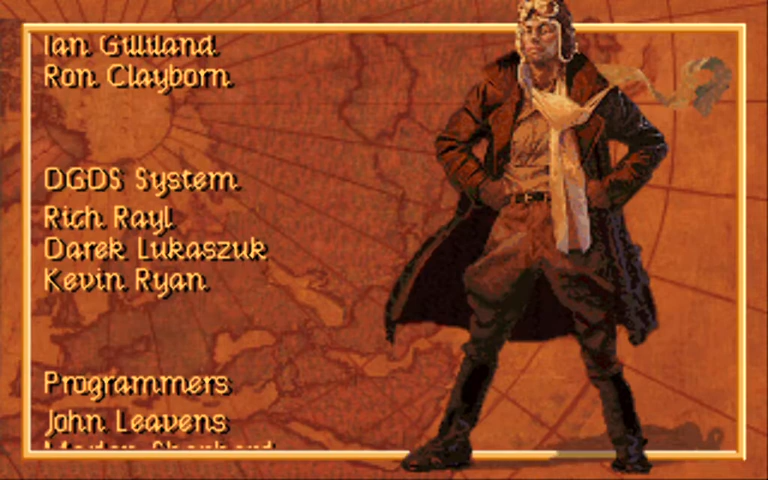 Ian Gilliland
Ron Clayborn
DGDS System
Rich Rayl
Darek Lukaszuk
Kevin Ryan
Programmers
John Leavens